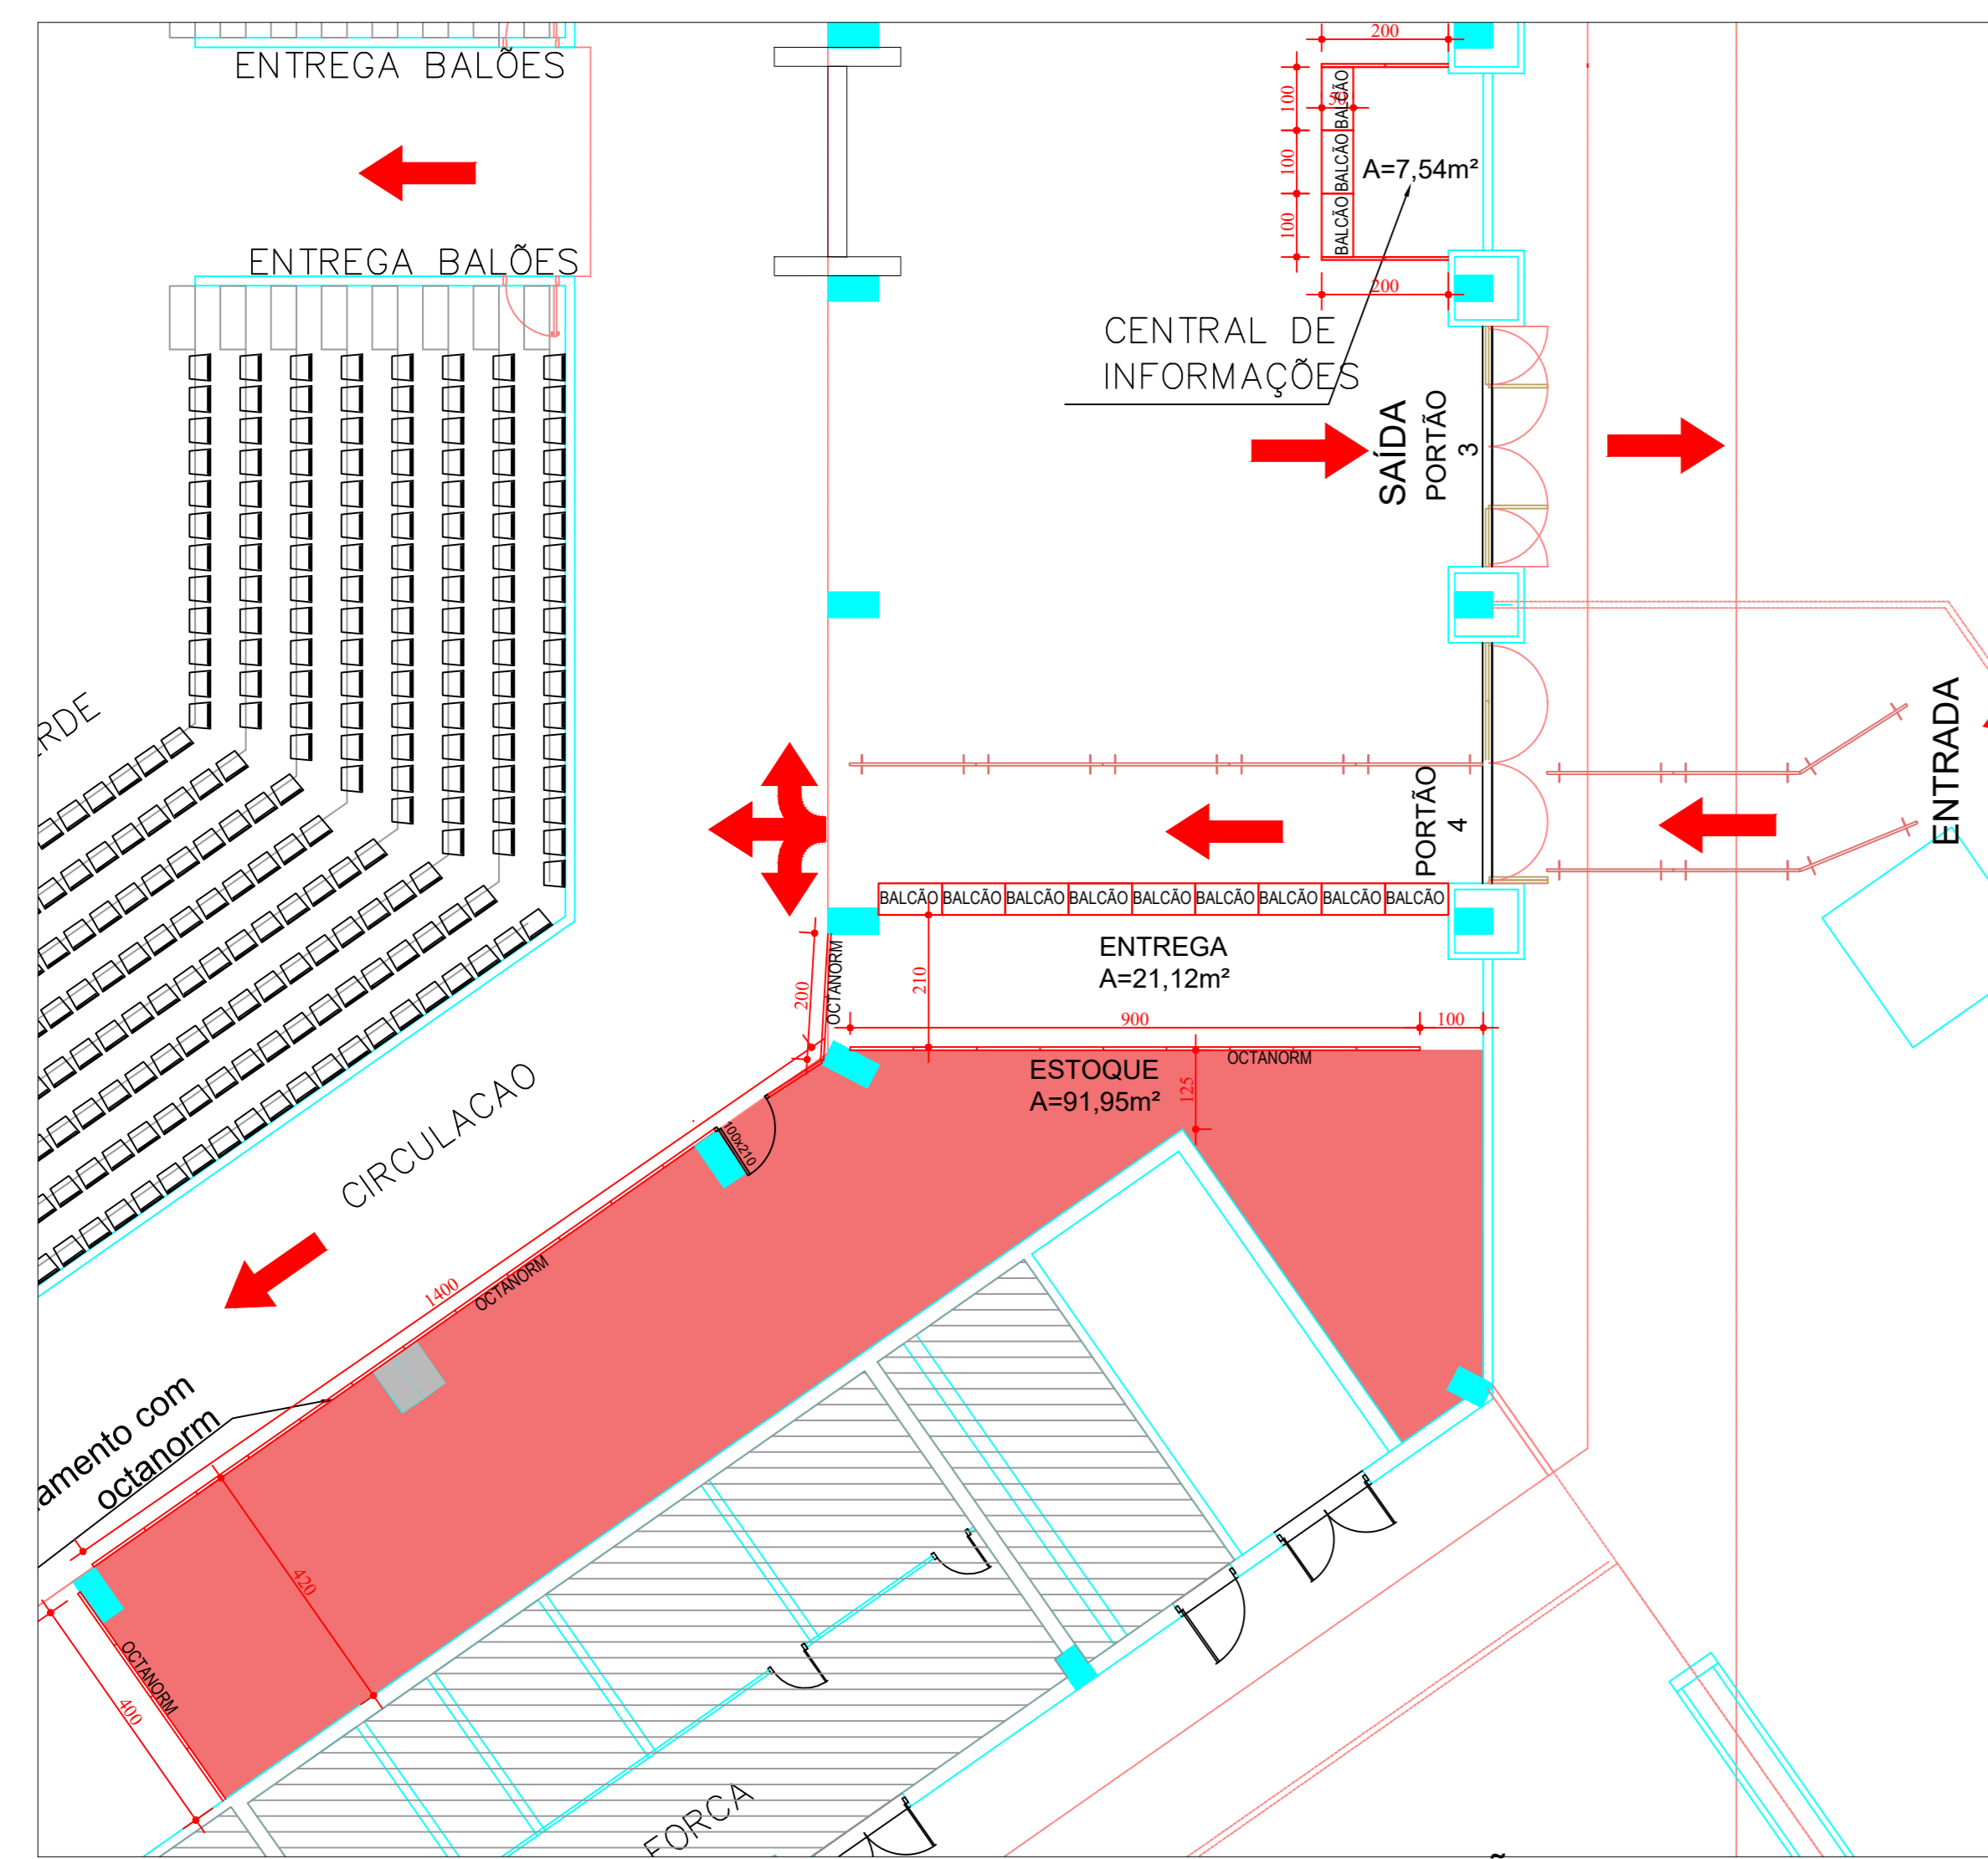 ENTREGA BALÕES
200
100
50
BALCÃO
100
BALCÃO
A=7,54m²
100
BALCÃO
ENTREGA BALÕES
200
CENTRAL DE
INFORMAÇÕES
SAÍDA
PORTÃO
3
ENTRADA
PORTÃO
4
BALCÃO BALCÃO BALCÃO BALCÃO BALCÃO BALCÃO BALCÃO BALCÃO BALCÃO
ENTREGA
A=21,12m²
210
200
OCTANORM
900
100
ESTOQUE
A=91,95m²
OCTANORM
125
100x210
CIRCULACAO
1400
OCTANORM
amento com
octanorm
420
OCTANORM
400
FORCA